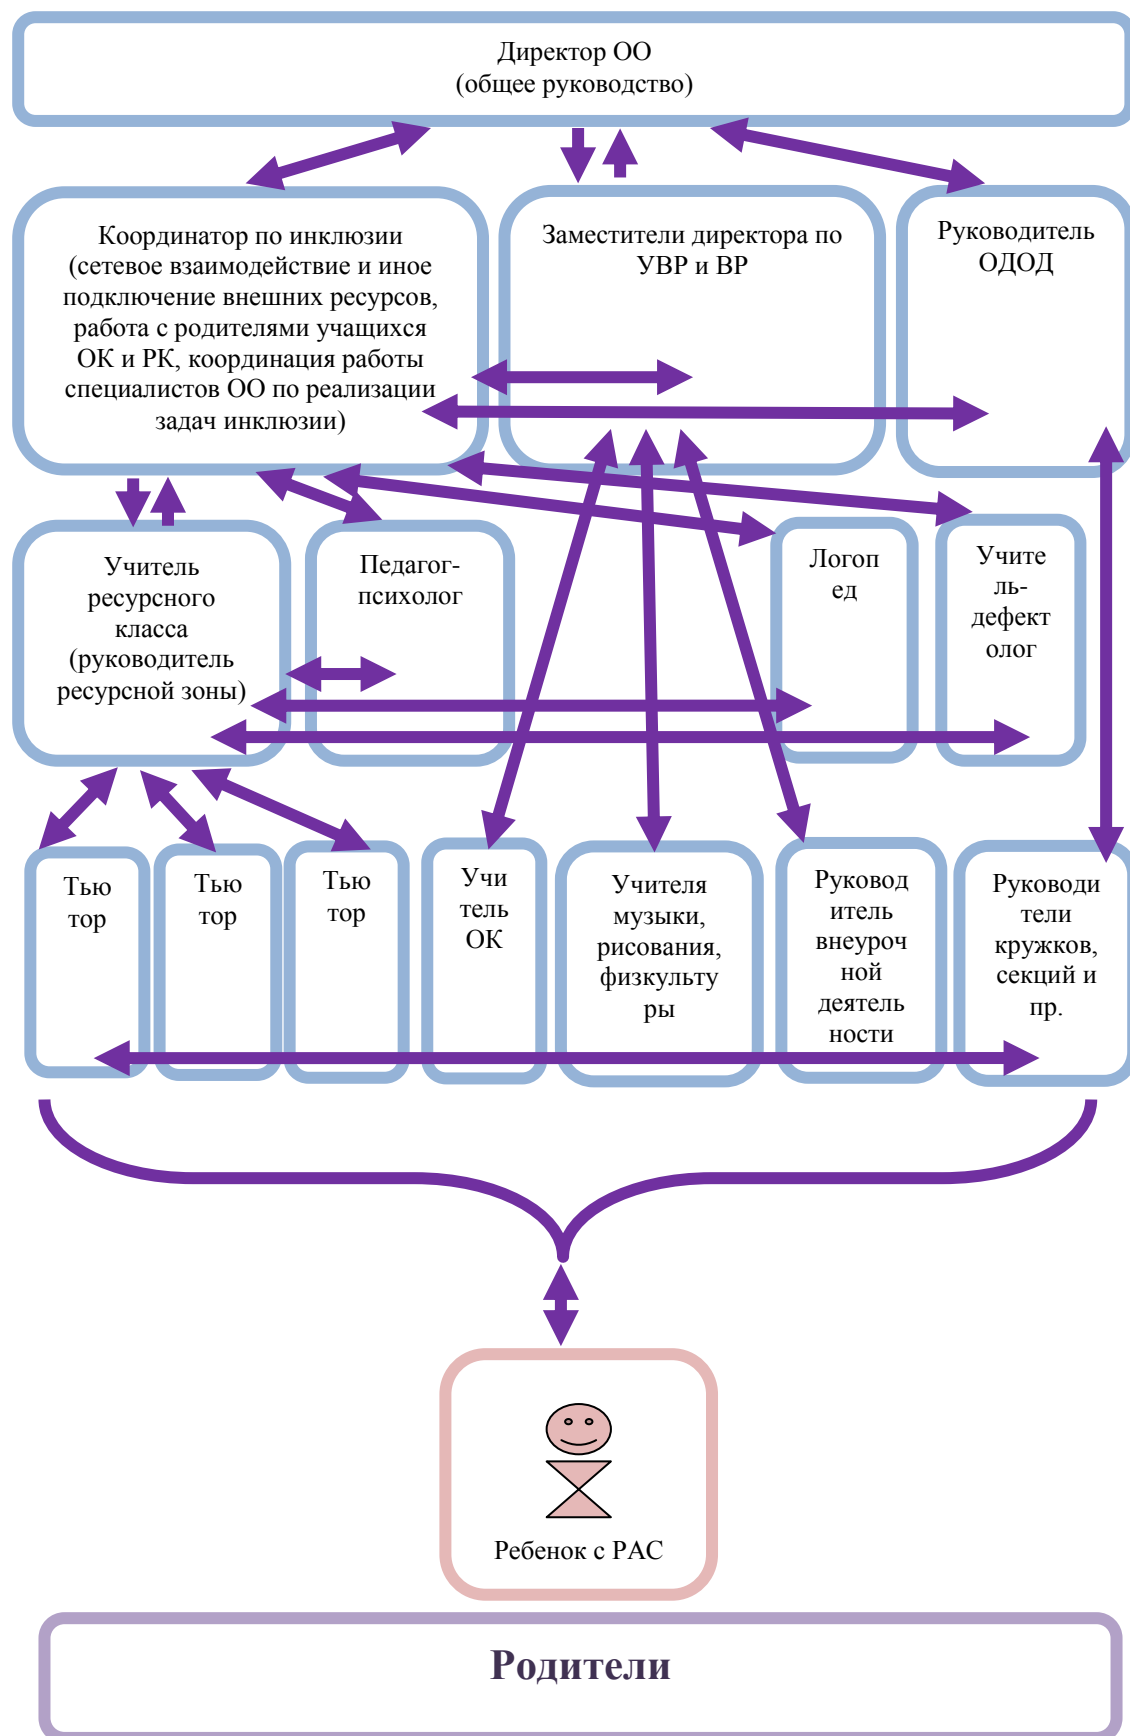 Директор ОО
(общее руководство)
Координатор по инклюзии
(сетевое взаимодействие и иное
подключение внешних ресурсов,
работа с родителями учащихся
ОК и РК, координация работы
специалистов ОО по реализации
задач инклюзии)
Заместители директора по
УВР и ВР
Руководитель
ОДОД
Учитель
ресурсного
класса
(руководитель
ресурсной зоны)
Педагог-
психолог
Логоп
ед
Учите
ль-
дефект
олог
Тью
тор
Тью
тор
Тью
тор
Учи
тель
ОК
Учителя
музыки,
рисования,
физкульту
ры
Руковод
итель
внеуроч
ной
деятель
ности
Руководи
тели
кружков,
секций и
пр.
Ребенок с РАС
Родители